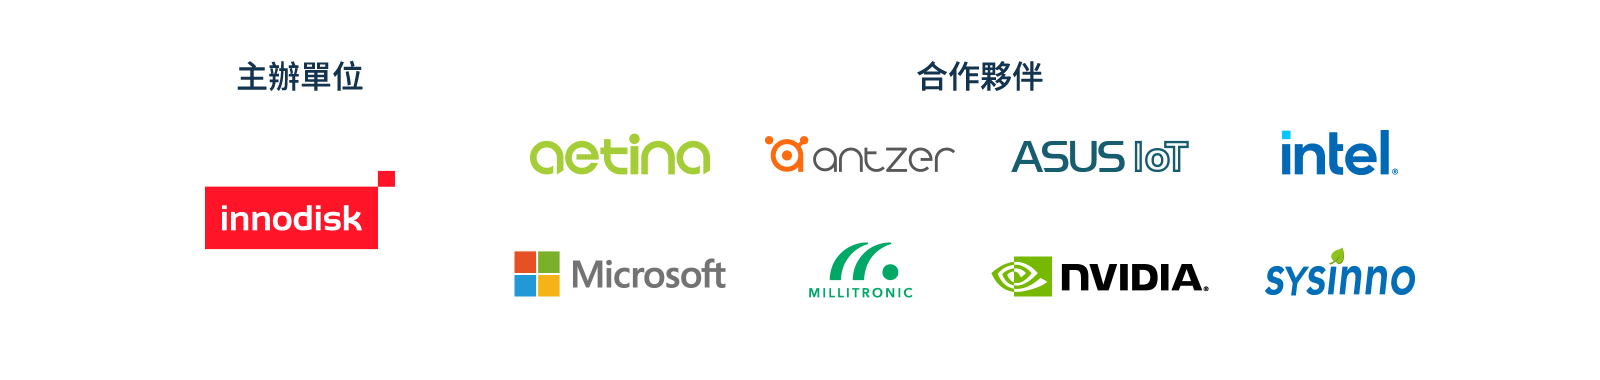 主辦單位
innodisk
合作夥伴
aetina
antzer
ASUS IoT
intel®
Microsoft
MILLITRONIC
NVIDIA®
sysinno